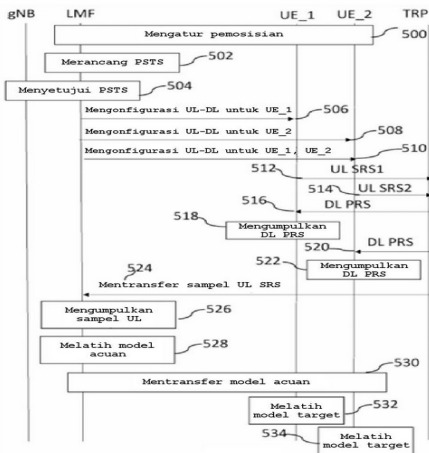 gNB LMF UE_1 UE_2 TRP
Mengatur pemosisian
500
Merancang PSTS
502
Menyetujui PSTS
504
Mengonfigurasi UL-DL untuk UE_1
506
Mengonfigurasi UL-DL untuk UE_2
508
Mengonfigurasi UL-DL untuk UE_1, UE_2
510
512
UL SRS1
514
UL SRS2
516
DL PRS
518
Mengumpulkan
DL PRS
520
DL PRS
522
Mengumpulkan
DL PRS
524
Mentransfer sampel UL SRS
Mengumpulkan
sampel UL
526
Melatih model
acuan
528
530
Mentransfer model acuan
Melatih
model target
532
534
Melatih
model target